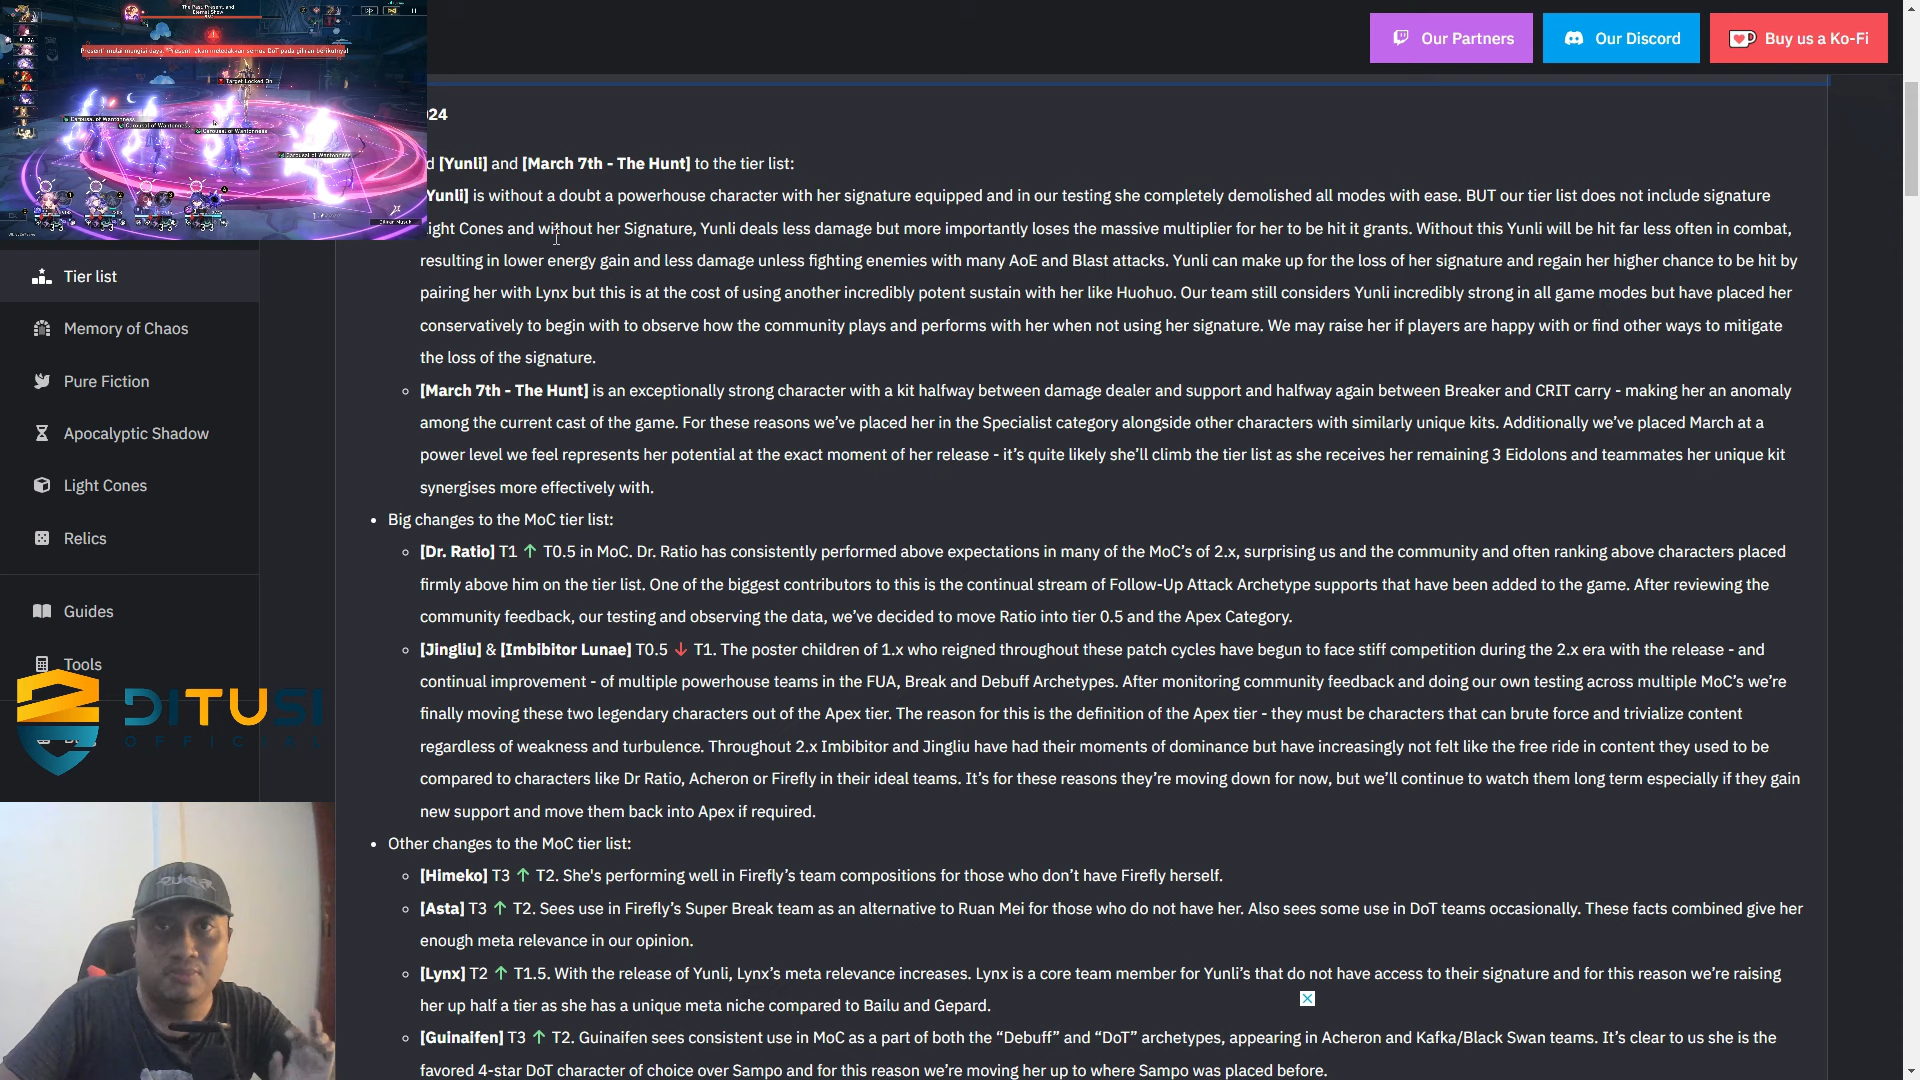 The Past, Present, and
Eternal Show
Target Locked On
Carousel of Wantonness
Carousel of Wantonness
Carousel of Wantonness
Carousel of Wantonness
Our Partners
Our Discord
Buy us a Ko-Fi
024
d [Yunli] and [March 7th - The Hunt] to the tier list:
Yunli] is without a doubt a powerhouse character with her signature equipped and in our testing she completely demolished all modes with ease. BUT our tier list does not include signature
ight Cones and without her Signature, Yunli deals less damage but more importantly loses the massive multiplier for her to be hit it grants. Without this Yunli will be hit far less often in combat,
resulting in lower energy gain and less damage unless fighting enemies with many AoE and Blast attacks. Yunli can make up for the loss of her signature and regain her higher chance to be hit by
pairing her with Lynx but this is at the cost of using another incredibly potent sustain with her like Huohuo. Our team still considers Yunli incredibly strong in all game modes but have placed her
conservatively to begin with to observe how the community plays and performs with her when not using her signature. We may raise her if players are happy with or find other ways to mitigate
the loss of the signature.
[March 7th - The Hunt] is an exceptionally strong character with a kit halfway between damage dealer and support and halfway again between Breaker and CRIT carry - making her an anomaly
among the current cast of the game. For these reasons we've placed her in the Specialist category alongside other characters with similarly unique kits. Additionally we've placed March at a
power level we feel represents her potential at the exact moment of her release - it's quite likely she'll climb the tier list as she receives her remaining 3 Eidolons and teammates her unique kit
synergises more effectively with.
Big changes to the MoC tier list:
[Dr. Ratio] T1 ↑ T0.5 in MoC. Dr. Ratio has consistently performed above expectations in many of the MoC's of 2.x, surprising us and the community and often ranking above characters placed
firmly above him on the tier list. One of the biggest contributors to this is the continual stream of Follow-Up Attack Archetype supports that have been added to the game. After reviewing the
community feedback, our testing and observing the data, we've decided to move Ratio into tier 0.5 and the Apex Category.
[Jingliu] & [Imbibitor Lunae] T0.5 ↓ T1. The poster children of 1.x who reigned throughout these patch cycles have begun to face stiff competition during the 2.x era with the release - and
continual improvement - of multiple powerhouse teams in the FUA, Break and Debuff Archetypes. After monitoring community feedback and doing our own testing across multiple MoC's we're
finally moving these two legendary characters out of the Apex tier. The reason for this is the definition of the Apex tier - they must be characters that can brute force and trivialize content
regardless of weakness and turbulence. Throughout 2.x Imbibitor and Jingliu have had their moments of dominance but have increasingly not felt like the free ride in content they used to be
compared to characters like Dr Ratio, Acheron or Firefly in their ideal teams. It's for these reasons they're moving down for now, but we'll continue to watch them long term especially if they gain
new support and move them back into Apex if required.
Other changes to the MoC tier list:
[Himeko] T3 ↑ T2. She's performing well in Firefly's team compositions for those who don't have Firefly herself.
[Asta] T3 ↑ T2. Sees use in Firefly's Super Break team as an alternative to Ruan Mei for those who do not have her. Also sees some use in DoT teams occasionally. These facts combined give her
enough meta relevance in our opinion.
[Lynx] T2 ↑ T1.5. With the release of Yunli, Lynx's meta relevance increases. Lynx is a core team member for Yunli's that do not have access to their signature and for this reason we're raising
her up half a tier as she has a unique meta niche compared to Bailu and Gepard.
[Guinaifen] T3 ↑ T2. Guinaifen sees consistent use in MoC as a part of both the “Debuff” and “DoT” archetypes, appearing in Acheron and Kafka/Black Swan teams. It's clear to us she is the
favored 4-star DoT character of choice over Sampo and for this reason we're moving her up to where Sampo was placed before.
Tier list
Memory of Chaos
Pure Fiction
Apocalyptic Shadow
Light Cones
Relics
Guides
Tools
DITUSI
OFFICIAL